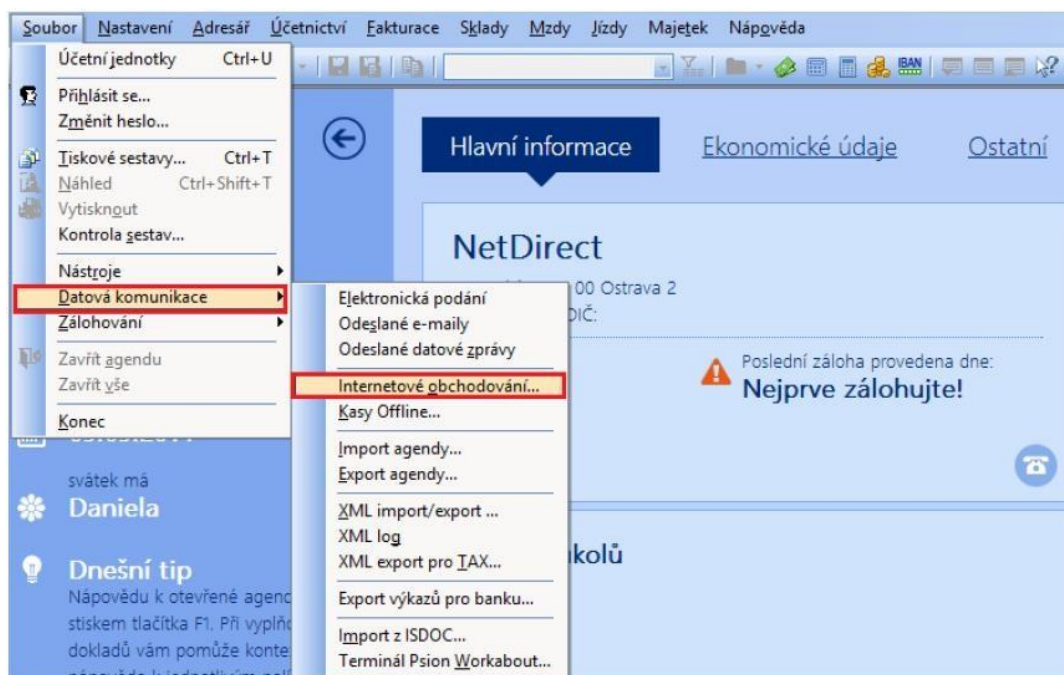 Soubor Nastavení Adresář Účetnictví Fakturace Sklady Mzdy Jízdy Majetek Nápověda
Účetní jednotky Ctrl+U
Přihlásit se...
Změnit heslo...
Tiskové sestavy... Ctrl+T
Náhled Ctrl+Shift+T
Vytisknout
Kontrola sestav...
Nástroje
Datová komunikace
Zálohování
Zavřít agendu
Zavřít vše
Konec
Elektronická podání
Odeslané e-maily
Odeslané datové zprávy
Internetové obchodování...
Kasy Offline...
Import agendy...
Export agendy...
XML import/export ...
XML log
XML export pro TAX...
Export výkazů pro banku...
Import z ISDOC...
Terminál Psion Workabout...
IBAN
Hlavní informace Ekonomické údaje Ostatní
NetDirect
00 Ostrava 2
DIČ:
Poslední záloha provedena dne:
Nejprve zálohujte!
svátek má
Daniela
Dnešní tip
Nápovědu k otevřené
stiskem tlačítka F1. Při
dokladů vám pomůže